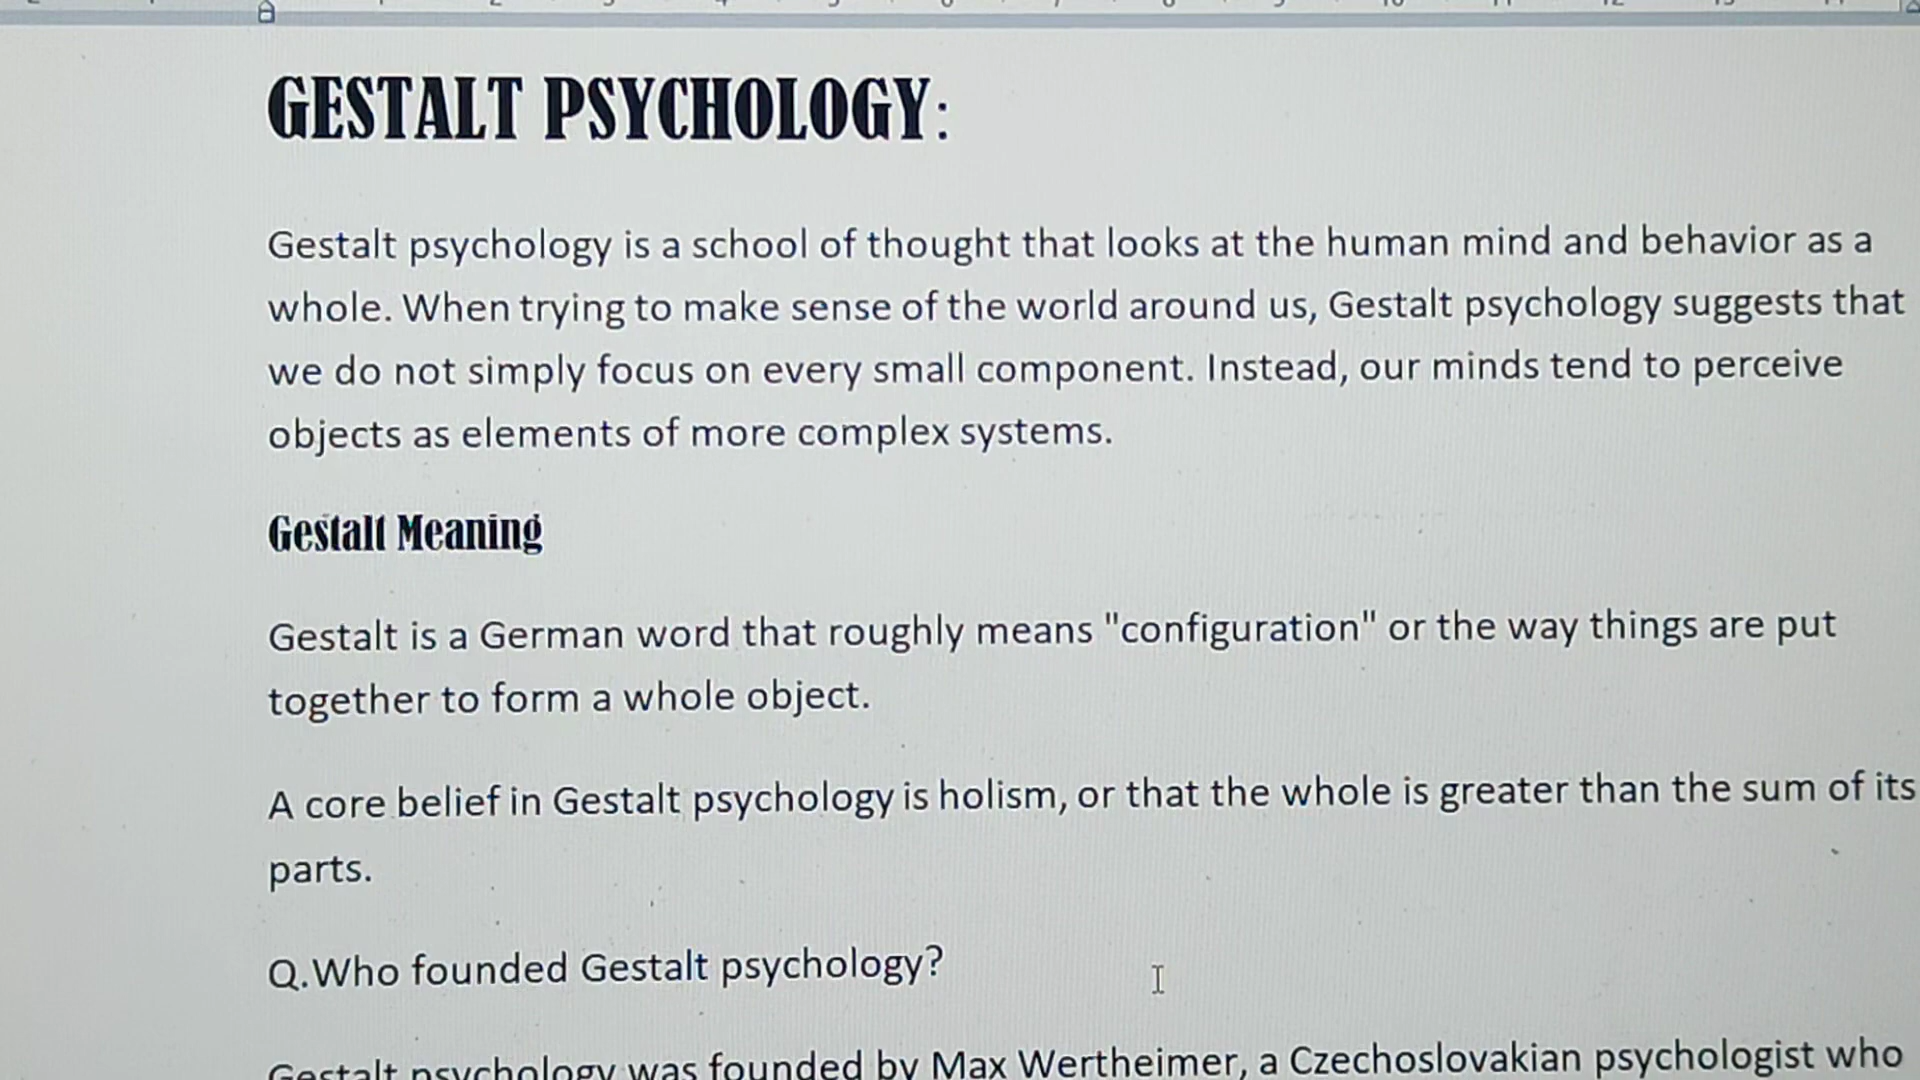 GESTALT PSYCHOLOGY:
Gestalt psychology is a school of thought that looks at the human mind and behavior as a
whole. When trying to make sense of the world around us, Gestalt psychology suggests that
we do not simply focus on every small component. Instead, our minds tend to perceive
objects as elements of more complex systems.
Gestalt Meaning
Gestalt is a German word that roughly means "configuration" or the way things are put
together to form a whole object.
A core belief in Gestalt psychology is holism, or that the whole is greater than the sum of its
parts.
Q.Who founded Gestalt psychology?
Gestalt psychology was founded by Max Wertheimer, a Czechoslovakian psychologist who